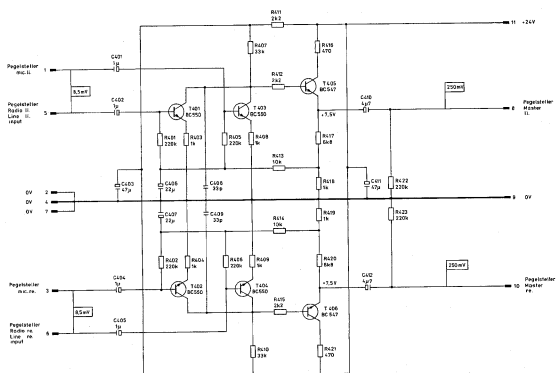 R411
2k2
11 +24V
R407
33k
R416
470
Pegelsteller
mic.li.
1
C401
1µ
R412
2k2
T405
BC547
8,5mV
C410
4µ7
250mV
Pegelsteller
Radio li.
Line li.
input
5
C402
1µ
T401
BC550
T403
BC550
+7,5V
8
Pegelsteller
Master
li.
R401
220k
R403
1k
R405
220k
R408
1k
R417
6k8
R413
10k
C403
47µ
C406
22µ
C408
33p
R418
1k
C411
47µ
R422
220k
0V 2
0V 4
0V 7
9 0V
C407
22µ
C409
33p
R419
1k
R414
10k
R423
220k
R402
220k
R404
1k
R406
220k
R409
1k
R420
6k8
250mV
Pegelsteller
mic.re.
3
C404
1µ
T402
BC550
T404
BC550
+7,5V
C412
4µ7
10
Pegelsteller
Master
re.
8,5mV
R415
2k2
T406
BC547
Pegelsteller
Radio re.
Line re.
input
6
C405
1µ
R410
33k
R421
470